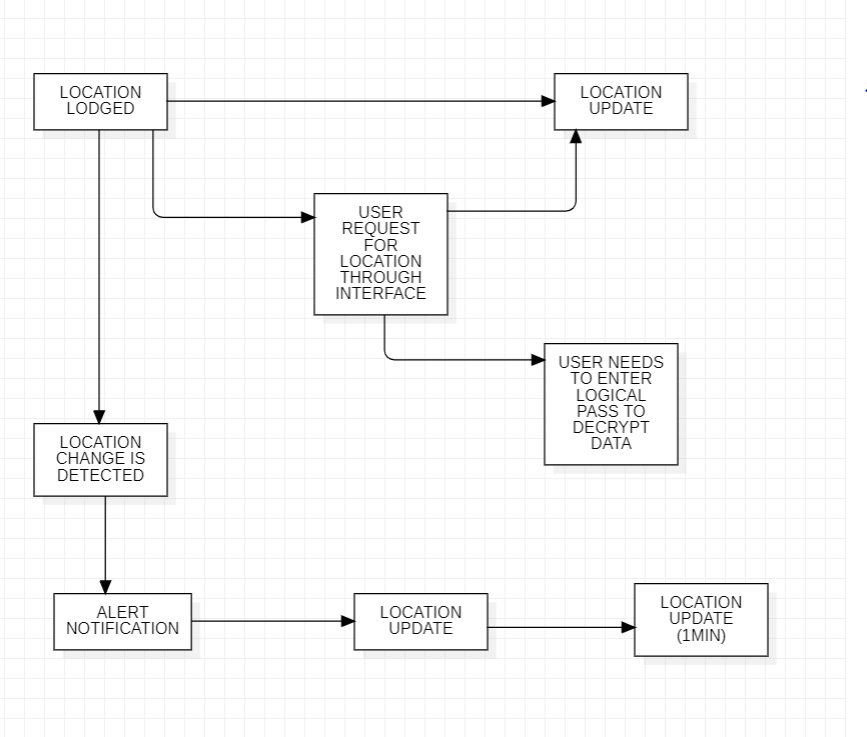 LOCATION
LODGED
LOCATION
UPDATE
USER
REQUEST
FOR
LOCATION
THROUGH
INTERFACE
USER NEEDS
TO ENTER
LOGICAL
PASS TO
DECRYPT
DATA
LOCATION
CHANGE IS
DETECTED
ALERT
NOTIFICATION
LOCATION
UPDATE
LOCATION
UPDATE
(1MIN)